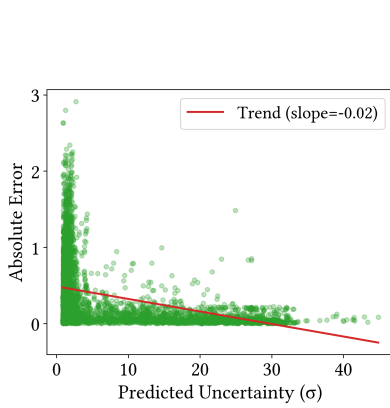 3
Trend (slope=-0.02)
2
Absolute Error
1
0
0 10 20 30 40
Predicted Uncertainty (σ)